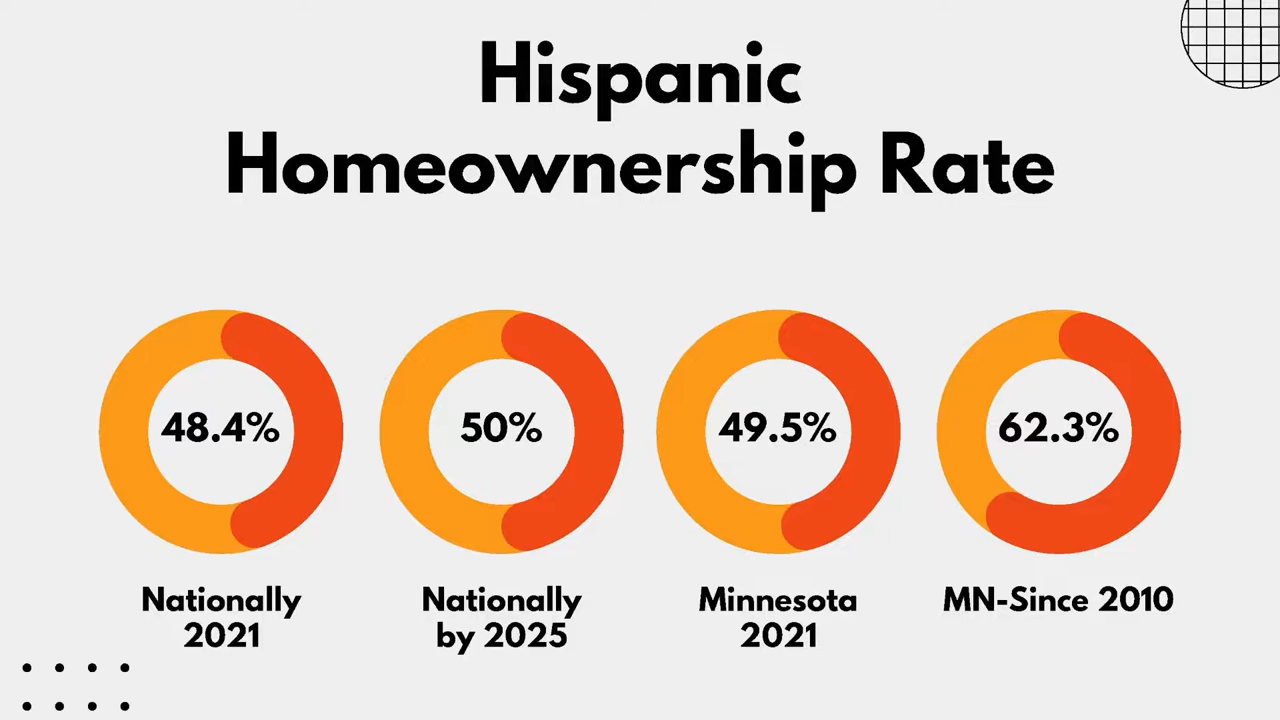 Hispanic
Homeownership Rate
48.4%
50%
49.5%
62.3%
Nationally
2021
Nationally
by 2025
Minnesota
2021
MN-Since 2010